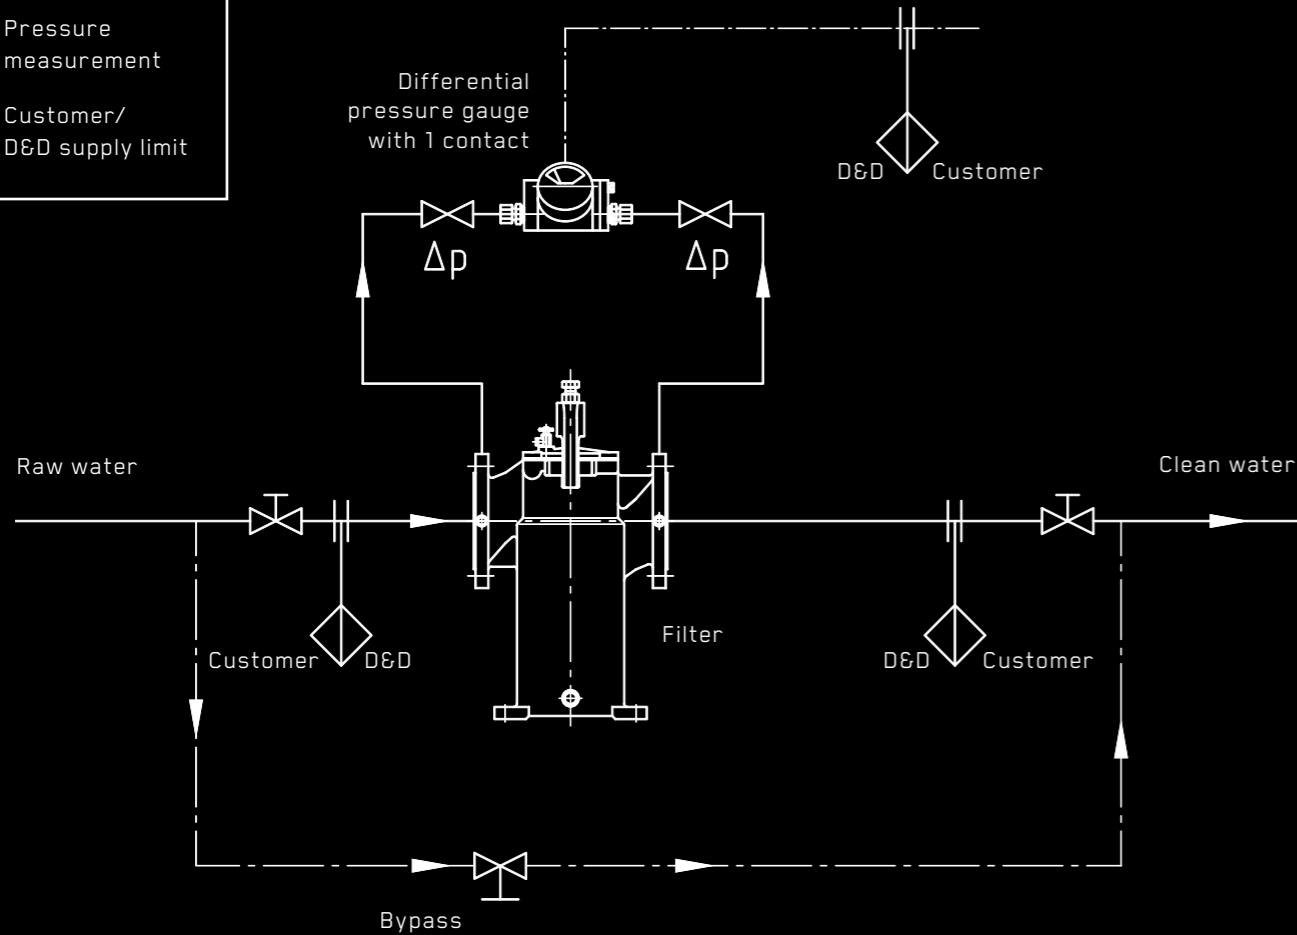 Pressure
measurement
Customer/
D&D supply limit
Differential
pressure gauge
with 1 contact
D&D
Customer
Δp
Δp
Raw water
Clean water
Customer
D&D
Filter
D&D
Customer
Bypass